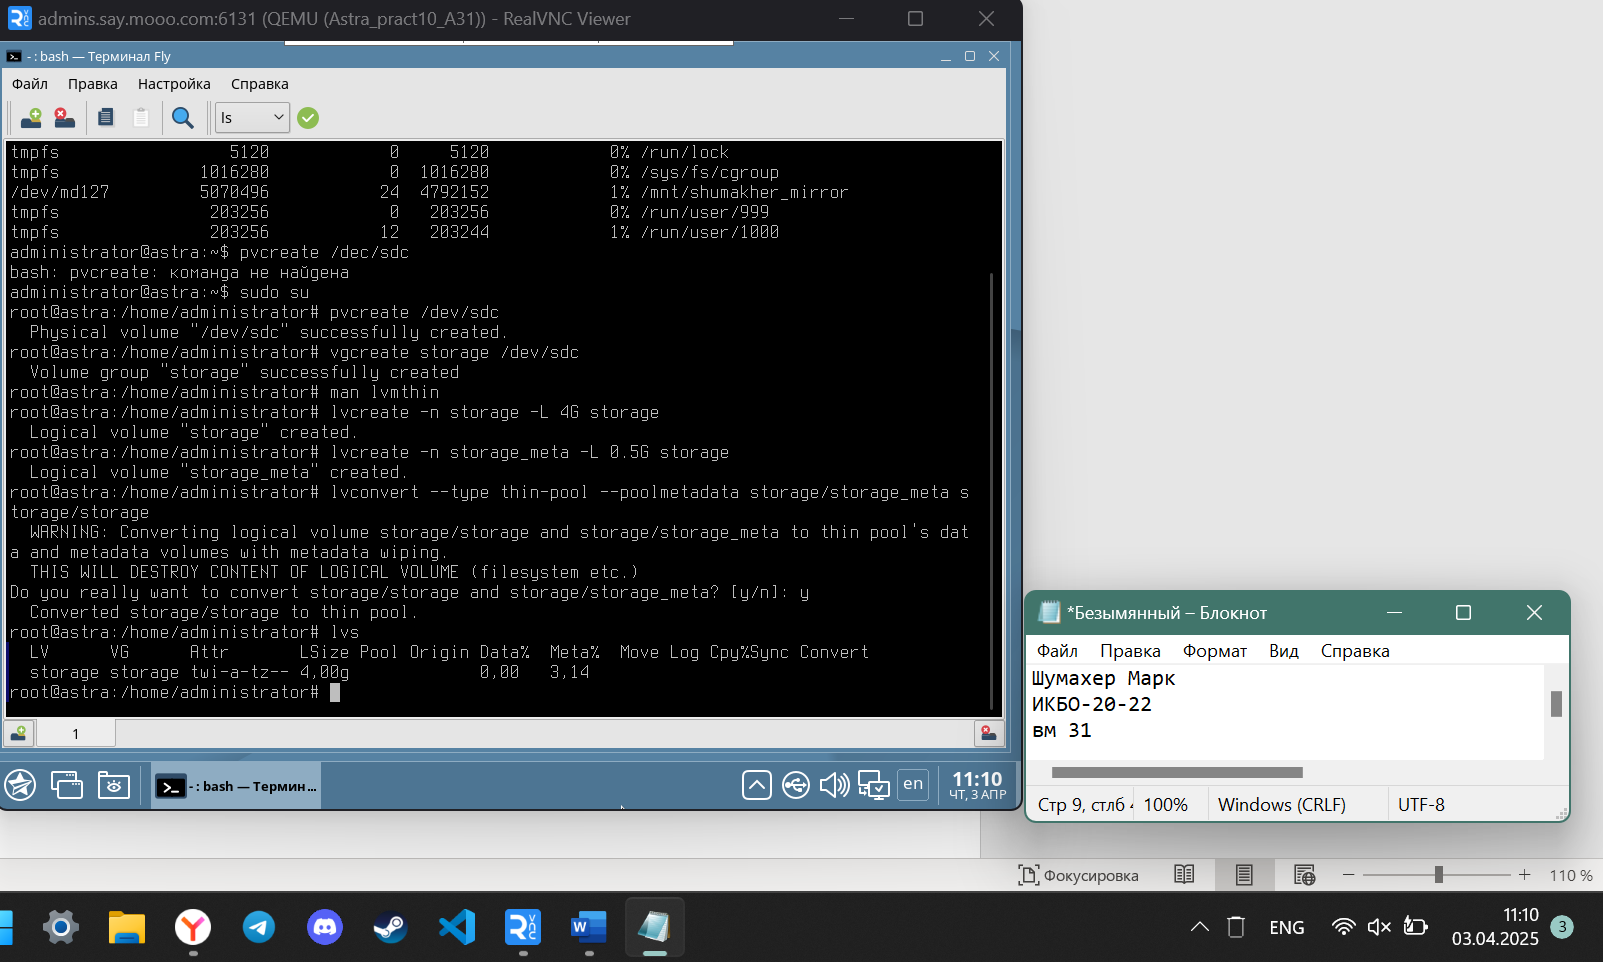 admins.say.mooo.com:6131 (QEMU (Astra_pract10_A31)) - RealVNC Viewer
- : bash — Терминал Fly
Файл Правка Настройка Справка
ls
tmpfs 5120 0 5120 0% /run/lock
tmpfs 1016280 0 1016280 0% /sys/fs/cgroup
/dev/md127 5070496 24 4792152 1% /mnt/shumakher_mirror
tmpfs 203256 0 203256 0% /run/user/999
tmpfs 203256 12 203244 1% /run/user/1000
administrator@astra:~$ pvcreate /dec/sdc
bash: pvcreate: команда не найдена
administrator@astra:~$ sudo su
root@astra:/home/administrator# pvcreate /dev/sdc
Physical volume "/dev/sdc" successfully created.
root@astra:/home/administrator# vgcreate storage /dev/sdc
Volume group "storage" successfully created
root@astra:/home/administrator# man lvmthin
root@astra:/home/administrator# lvcreate -n storage -L 4G storage
Logical volume "storage" created.
root@astra:/home/administrator# lvcreate -n storage_meta -L 0.5G storage
Logical volume "storage_meta" created.
root@astra:/home/administrator# lvconvert --type thin-pool --poolmetadata storage/storage_meta s
torage/storage
WARNING: Converting logical volume storage/storage and storage/storage_meta to thin pool's dat
a and metadata volumes with metadata wiping.
THIS WILL DESTROY CONTENT OF LOGICAL VOLUME (filesystem etc.)
Do you really want to convert storage/storage and storage/storage_meta? [y/n]: y
Converted storage/storage to thin pool.
root@astra:/home/administrator# lvs
LV VG Attr LSize Pool Origin Data% Meta% Move Log Cpy%Sync Convert
storage storage twi-a-tz-- 4,00g 0,00 3,14
root@astra:/home/administrator#
1
- : bash — Термин...
en
11:10
ЧТ, 3 АПР
*Безымянный – Блокнот
Файл Правка Формат Вид Справка
Шумахер Марк
ИКБО-20-22
вм 31
Стр 9, стлб 100% Windows (CRLF) UTF-8
Фокусировка 110 %
ENG
11:10
03.04.2025
3